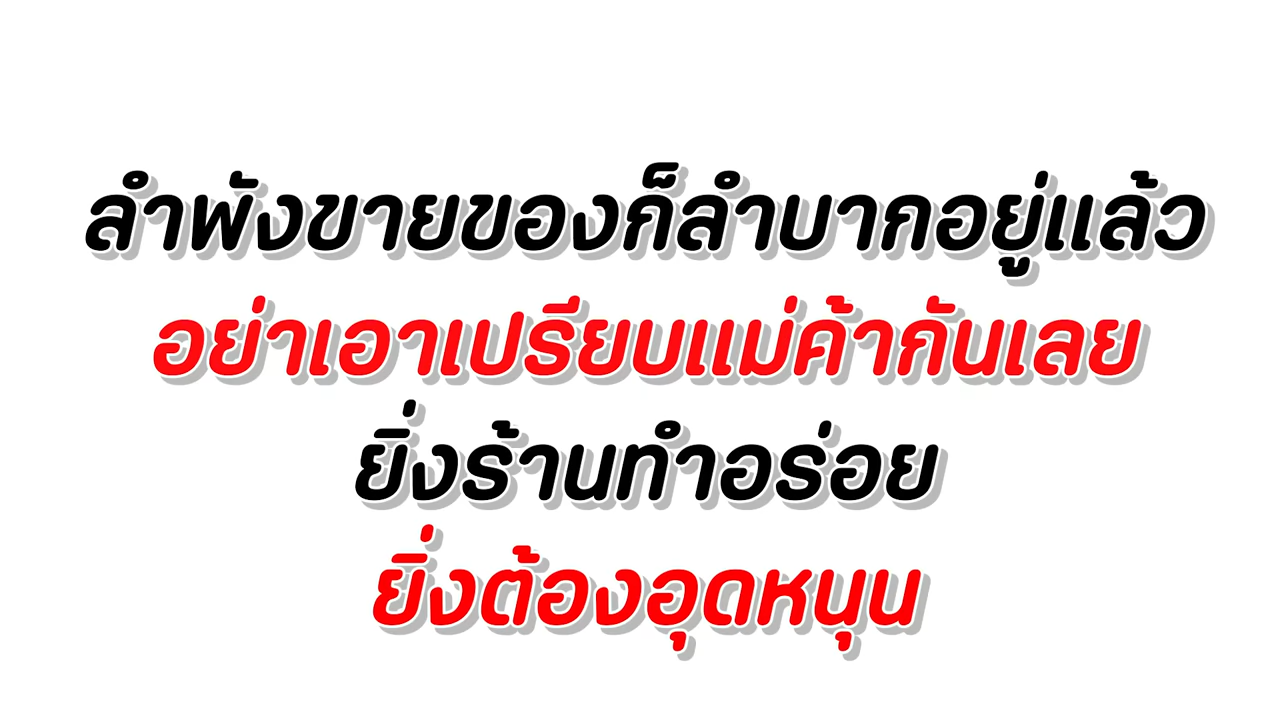 ลำพังขายของก็ลำบากอยู่แล้ว
อย่าเอาเปรียบแม่ค้ากันเลย
ยิ่งร้านทำอร่อย
ยิ่งต้องอุดหนุน